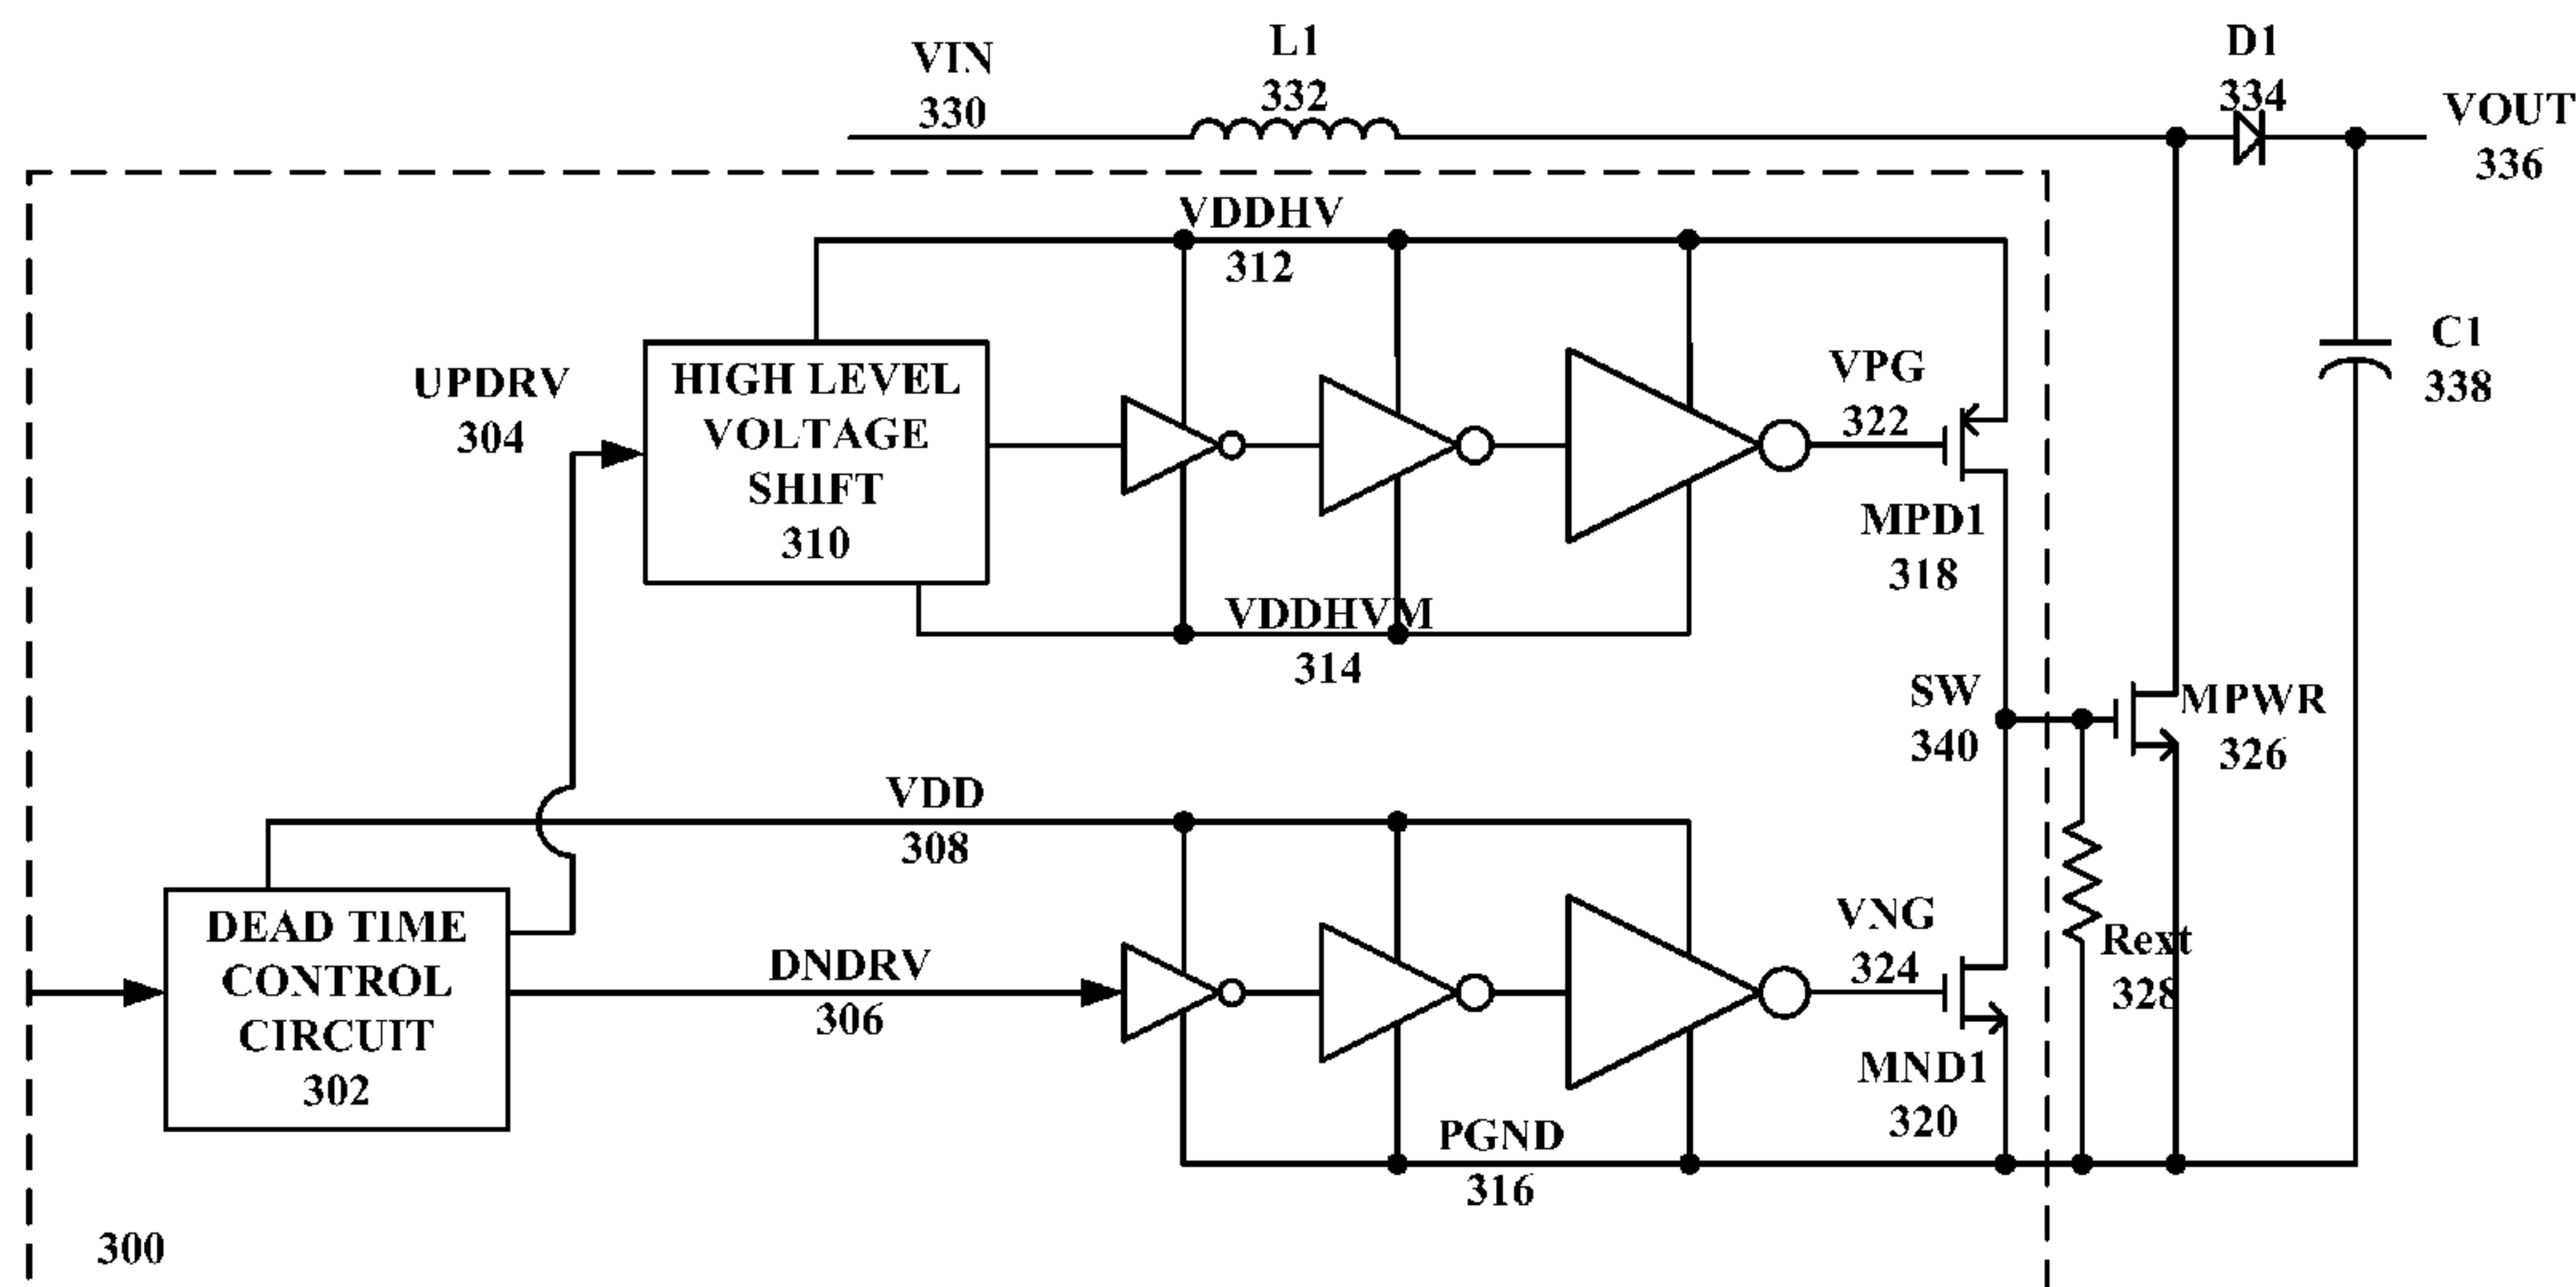 VIN
330
L1
332
D1
334
VOUT
336
VDDHV
312
C1
338
UPDRV
304
HIGH LEVEL
VOLTAGE
SHIFT
310
VPG
322
MPD1
318
VDDHVM
314
SW
340
MPWR
326
VDD
308
DEAD TIME
CONTROL
CIRCUIT
302
DNDRV
306
VNG
324
Rext
328
MND1
320
PGND
316
300